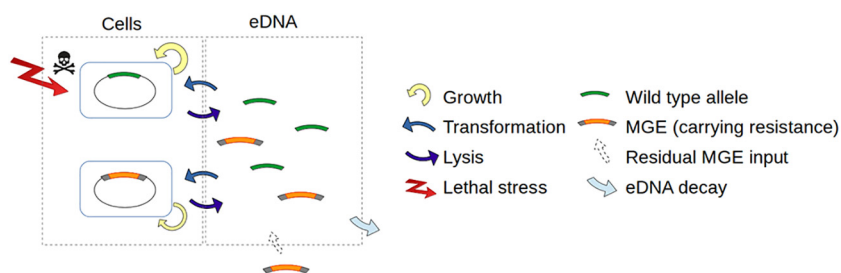 Cells
eDNA
Growth
Transformation
Lysis
Lethal stress
Wild type allele
MGE (carrying resistance)
Residual MGE input
eDNA decay